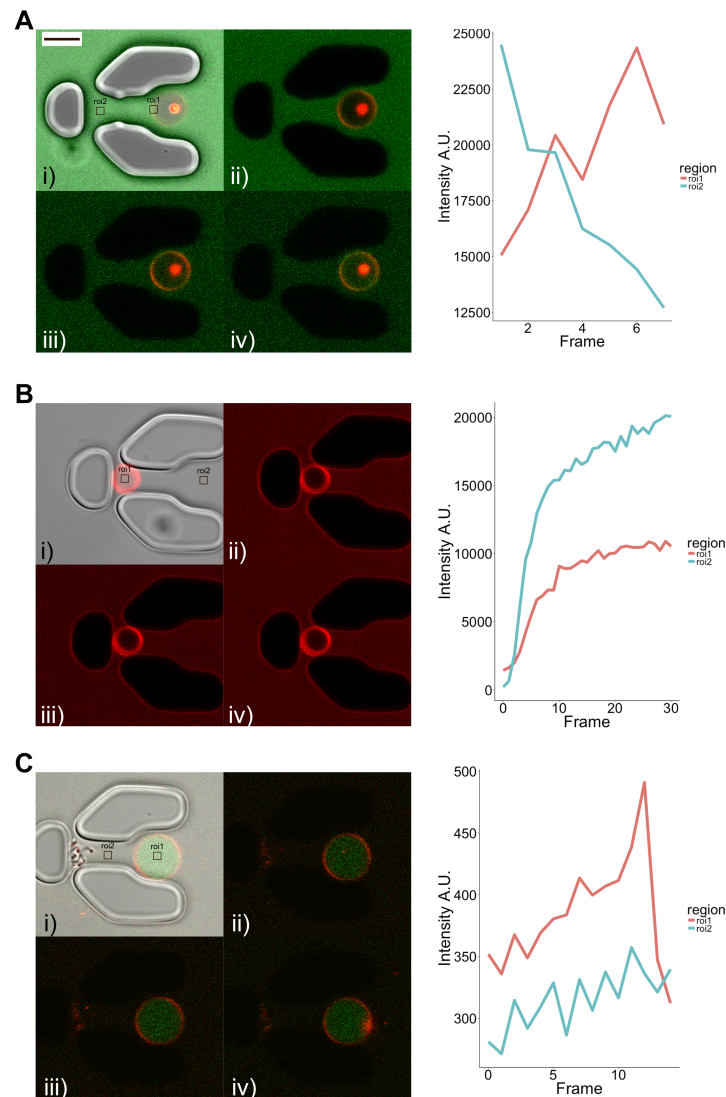 A
roi2
roi1
i)
ii)
iii)
iv)
25000
22500
20000
17500
15000
12500
Intensity A.U.
2
4
6
Frame
region
roi1
roi2
B
roi1
roi2
i)
ii)
iii)
iv)
20000
15000
10000
5000
0
Intensity A.U.
0
10
20
30
Frame
region
roi1
roi2
C
roi2
roi1
i)
ii)
iii)
iv)
500
450
400
350
300
Intensity A.U.
0
5
10
Frame
region
roi1
roi2